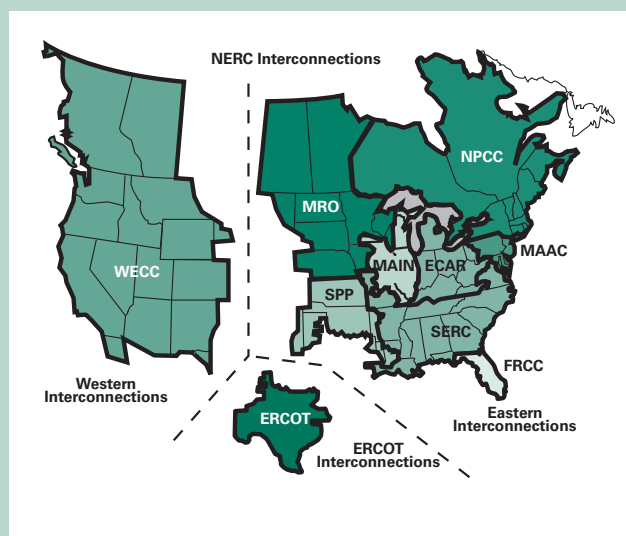 NERC Interconnections
NPCC
MRO
MAAC
WECC
MAIN
ECAR
SPP
SERC
FRCC
Western
Interconnections
Eastern
Interconnections
ERCOT
ERCOT
Interconnections